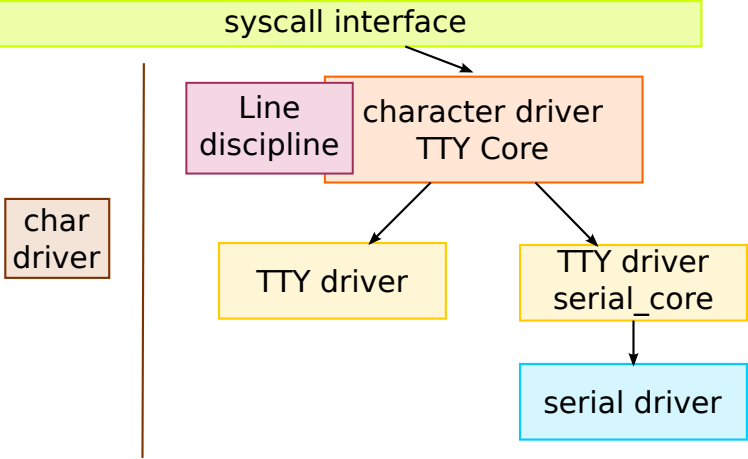 syscall interface
Line
discipline
character driver
TTY Core
char
driver
TTY driver
TTY driver
serial_core
serial driver